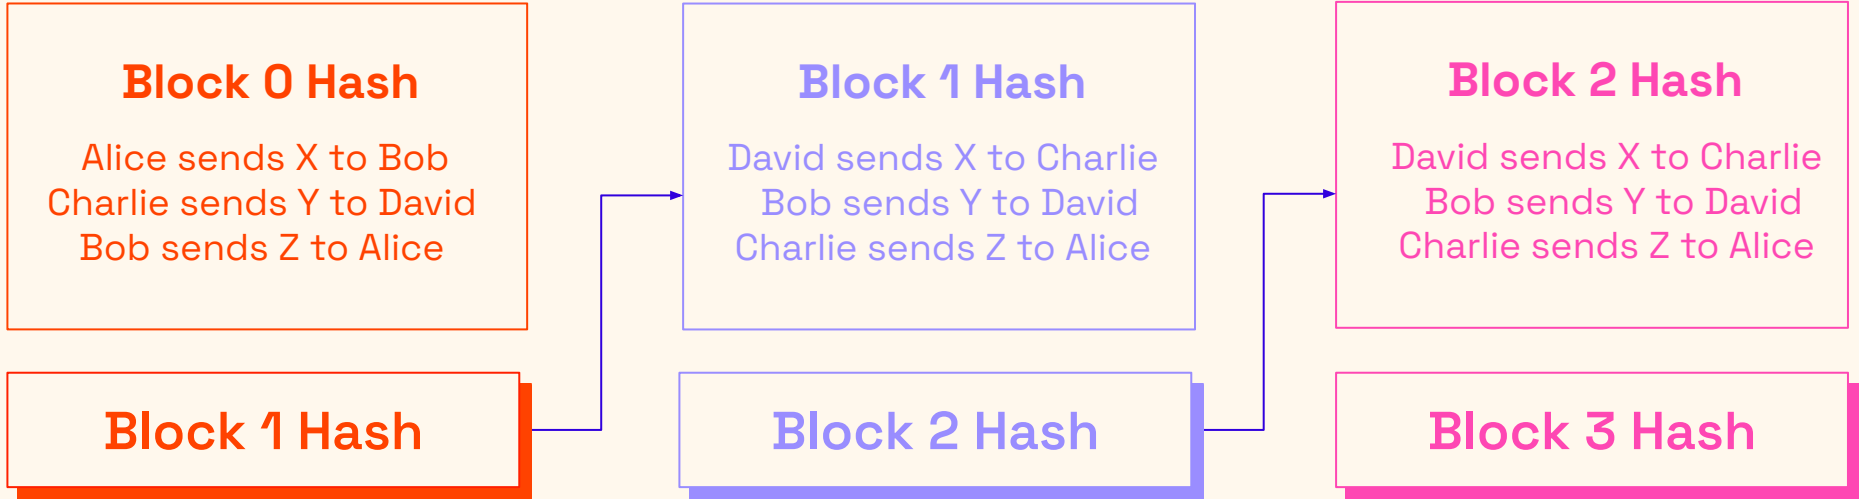 Block 0 Hash
Alice sends X to Bob
Charlie sends Y to David
Bob sends Z to Alice
Block 1 Hash
Block 1 Hash
David sends X to Charlie
Bob sends Y to David
Charlie sends Z to Alice
Block 2 Hash
Block 2 Hash
David sends X to Charlie
Bob sends Y to David
Charlie sends Z to Alice
Block 3 Hash